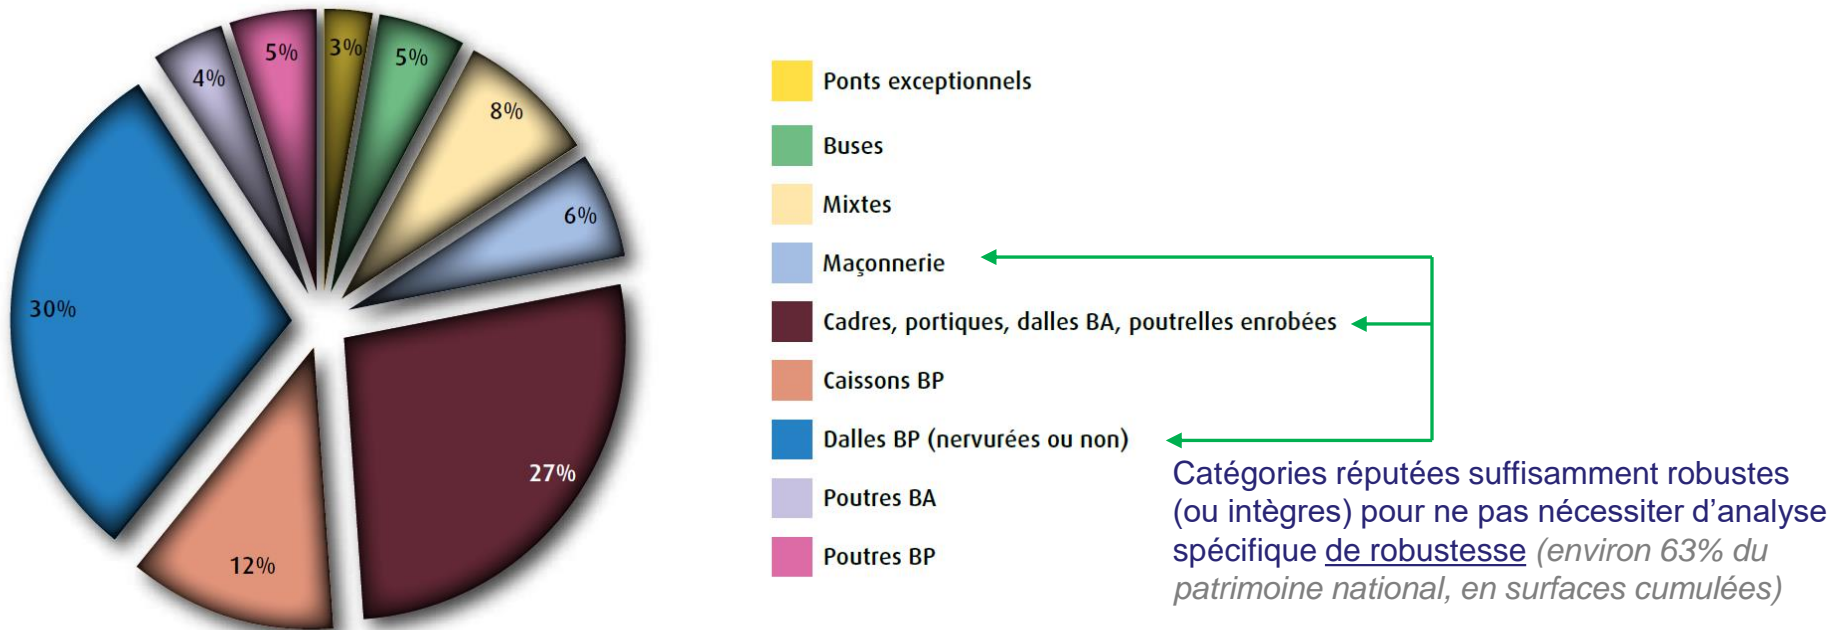 3%
5%
8%
6%
27%
12%
30%
4%
5%
Ponts exceptionnels
Buses
Mixtes
Maçonnerie
Cadres, portiques, dalles BA, poutrelles enrobées
Caissons BP
Dalles BP (nervurées ou non)
Poutres BA
Poutres BP
Catégories réputées suffisamment robustes
(ou intègres) pour ne pas nécessiter d’analyse
spécifique de robustesse (environ 63% du
patrimoine national, en surfaces cumulées)